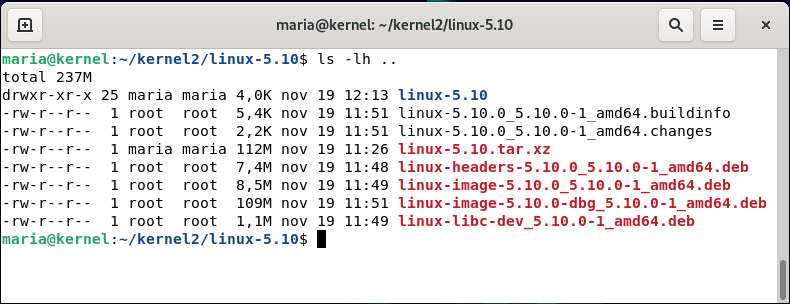 maria@kernel: ~/kernel2/linux-5.10
maria@kernel:~/kernel2/linux-5.10$ ls -lh ..
total 237M
drwxr-xr-x 25 maria maria 4,0K nov 19 12:13 linux-5.10
-rw-r--r--  1 root  root  5,4K nov 19 11:51 linux-5.10.0_5.10.0-1_amd64.buildinfo
-rw-r--r--  1 root  root  2,2K nov 19 11:51 linux-5.10.0_5.10.0-1_amd64.changes
-rw-r--r--  1 maria maria 112M nov 19 11:26 linux-5.10.tar.xz
-rw-r--r--  1 root  root  7,4M nov 19 11:48 linux-headers-5.10.0_5.10.0-1_amd64.deb
-rw-r--r--  1 root  root  8,5M nov 19 11:49 linux-image-5.10.0_5.10.0-1_amd64.deb
-rw-r--r--  1 root  root  109M nov 19 11:51 linux-image-5.10.0-dbg_5.10.0-1_amd64.deb
-rw-r--r--  1 root  root  1,1M nov 19 11:49 linux-libc-dev_5.10.0-1_amd64.deb
maria@kernel:~/kernel2/linux-5.10$